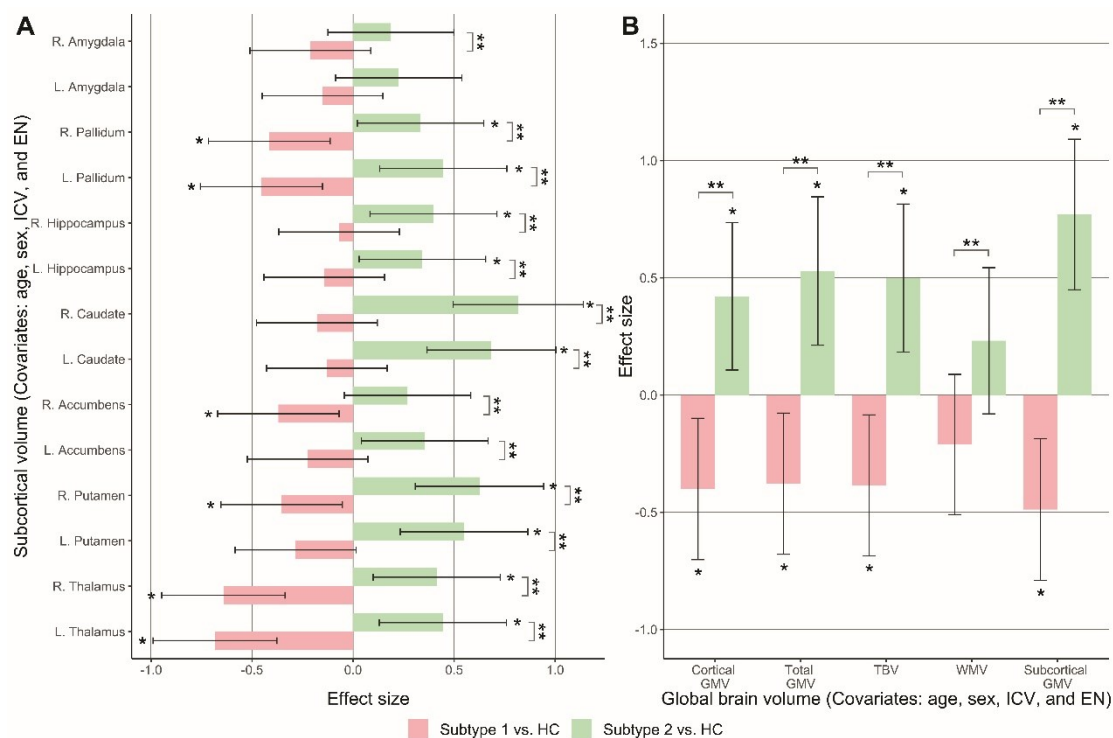 A
Subcortical volume (Covariates: age, sex, ICV, and EN)
R. Amygdala
**
L. Amygdala
R. Pallidum
* * **
L. Pallidum
* * **
R. Hippocampus
* **
L. Hippocampus
* **
R. Caudate
* **
L. Caudate
* **
R. Accumbens
* **
L. Accumbens
**
R. Putamen
* * **
L. Putamen
* **
R. Thalamus
* * **
L. Thalamus
* * **
-1.0 -0.5 0.0 0.5 1.0
Effect size
B
Effect size
1.5
1.0
0.5
0.0
-0.5
-1.0
** ** ** ** **
* * * *
* * * *
Cortical GMV
Total GMV
TBV
WMV
Subcortical GMV
Global brain volume (Covariates: age, sex, ICV, and EN)
Subtype 1 vs. HC Subtype 2 vs. HC